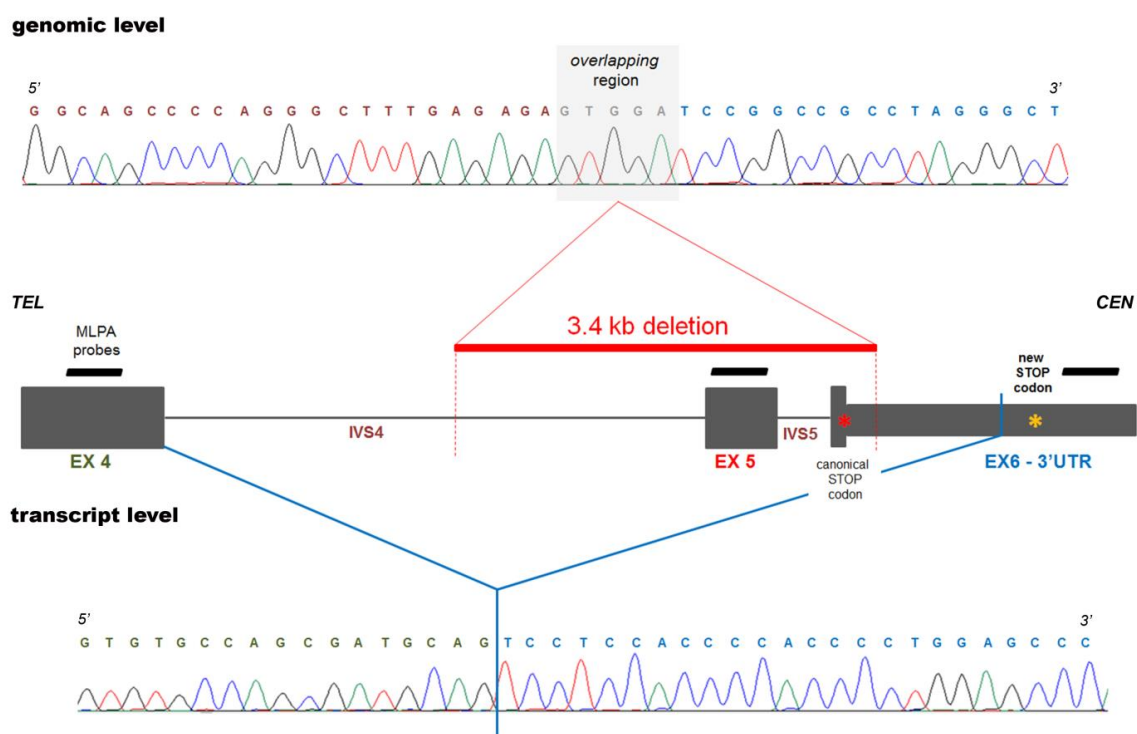 genomic level
overlapping
region
5’ 3’
G G C A G C C C C A G G G C T T T G A G A G A G T G G A T C C G G C C G C C T A G G G C T
TEL CEN
MLPA
probes
3.4 kb deletion
new
STOP
codon
IVS4 IVS5
* *
EX 4 EX 5 EX6 - 3’UTR
canonical
STOP
codon
transcript level
5’ 3’
G T G T G C C A G C G A T G C A G T C C T C C A C C C C A C C C C T G G A G C C C